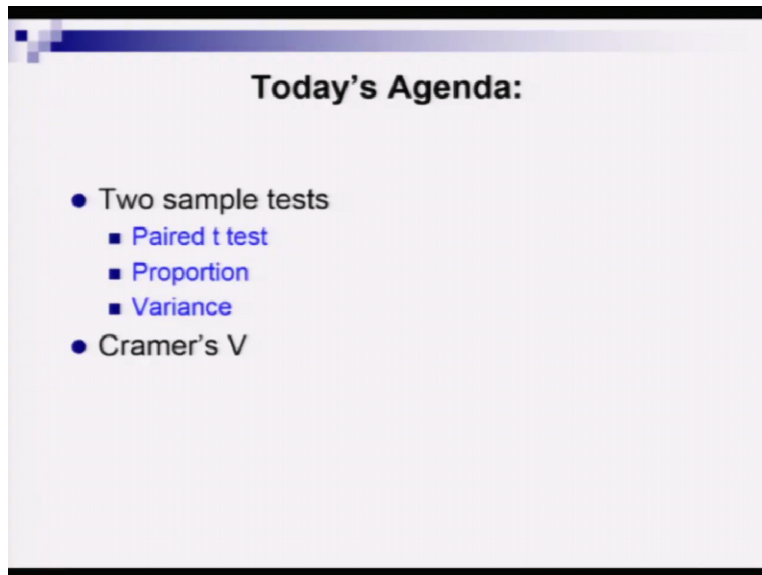 Today's Agenda:
Two sample tests
Paired t test
Proportion
Variance
Cramer's V